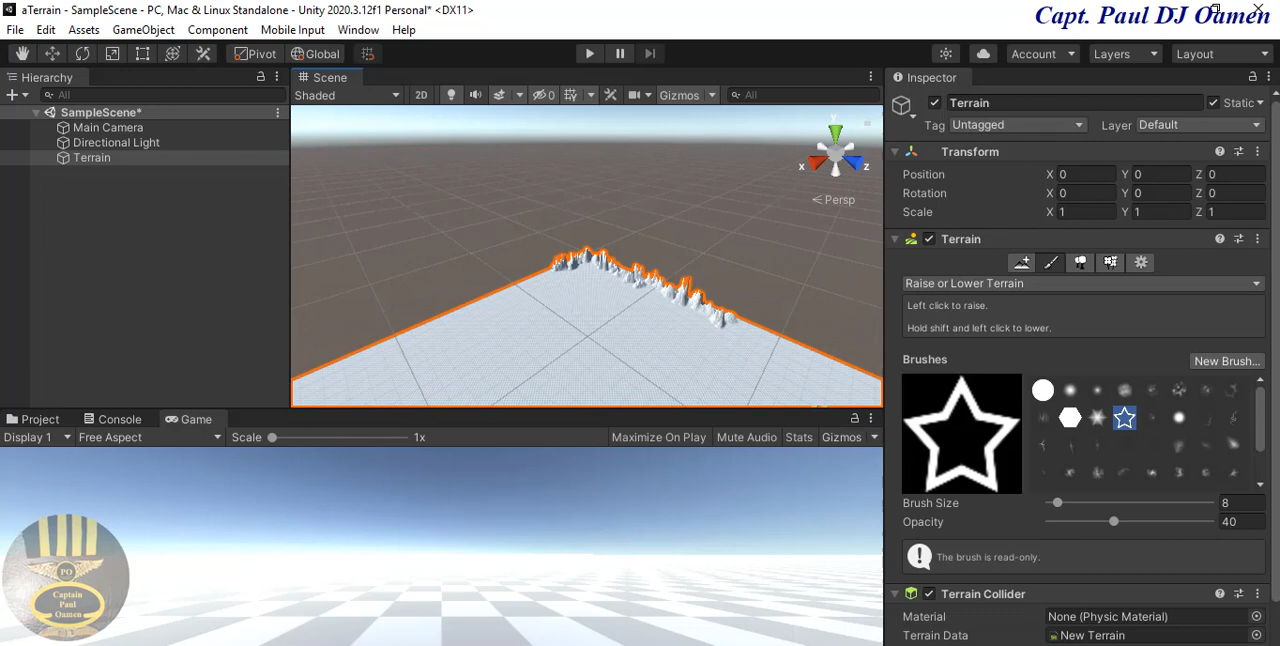 aTerrain - SampleScene - PC, Mac & Linux Standalone - Unity 2020.3.12f1 Personal* <DX11>
Capt. Paul DJ Oamen
File Edit Assets GameObject Component Mobile Input Window Help
Pivot Global Account Layers Layout
Hierarchy
All
SampleScene*
Main Camera
Directional Light
Terrain
Scene
Shaded 2D 0 Gizmos All
y
x z
Persp
Inspector
Terrain Static
Tag Untagged Layer Default
Transform
Position X 0 Y 0 Z 0
Rotation X 0 Y 0 Z 0
Scale X 1 Y 1 Z 1
Terrain
Raise or Lower Terrain
Left click to raise.
Hold shift and left click to lower.
Brushes New Brush...
Brush Size 8
Opacity 40
The brush is read-only.
Terrain Collider
Material None (Physic Material)
Terrain Data New Terrain
Project Console Game
Display 1 Free Aspect Scale 1x Maximize On Play Mute Audio Stats Gizmos
PO
Captain
Paul
Oamen